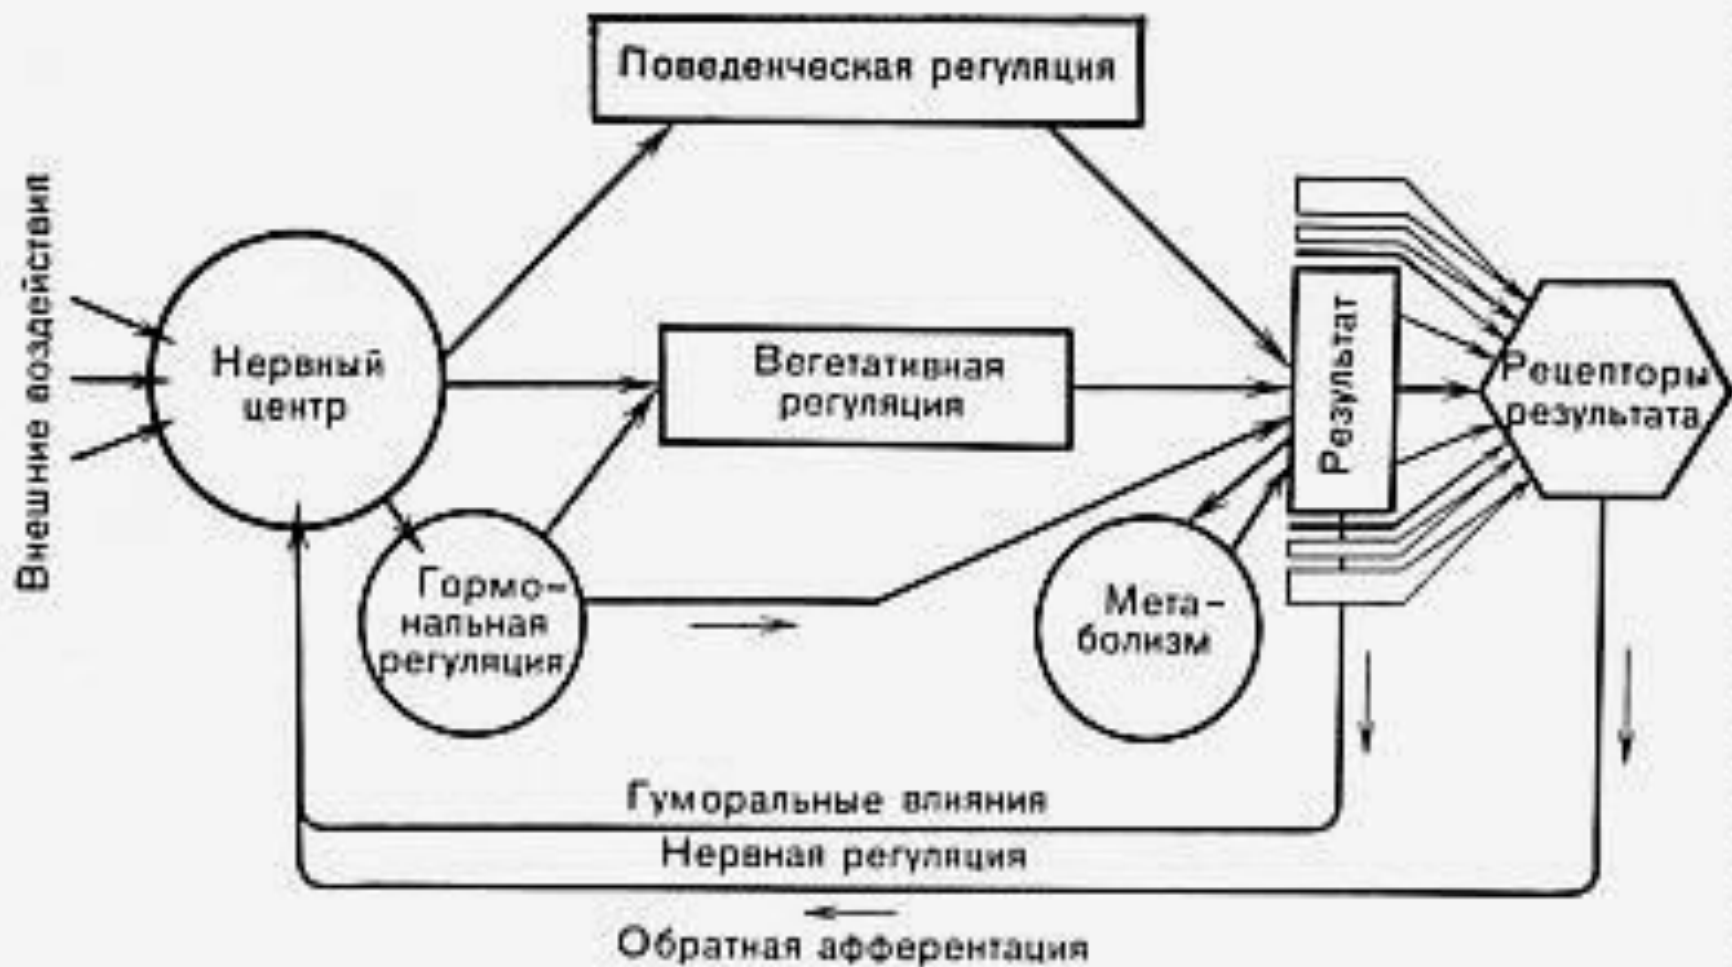 Поведенческая регуляция
Внешние воздействия
Нервный
центр
Вегетативная
регуляция
Результат
Рецепторы
результата
Гормо-
нальная
регуляция
Мета-
болизм
Гуморальные влияния
Нервная регуляция
Обратная афферентация